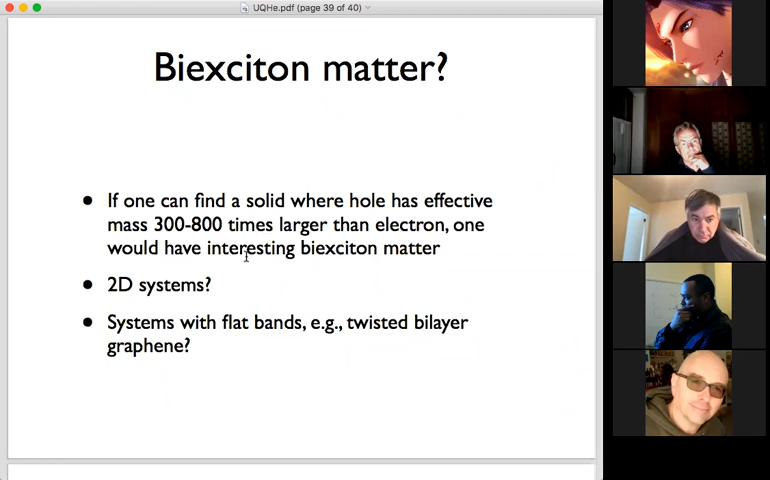 UQHe.pdf (page 39 of 40)
Biexciton matter?
• If one can find a solid where hole has effective
mass 300-800 times larger than electron, one
would have interesting biexciton matter
• 2D systems?
• Systems with flat bands, e.g., twisted bilayer
graphene?